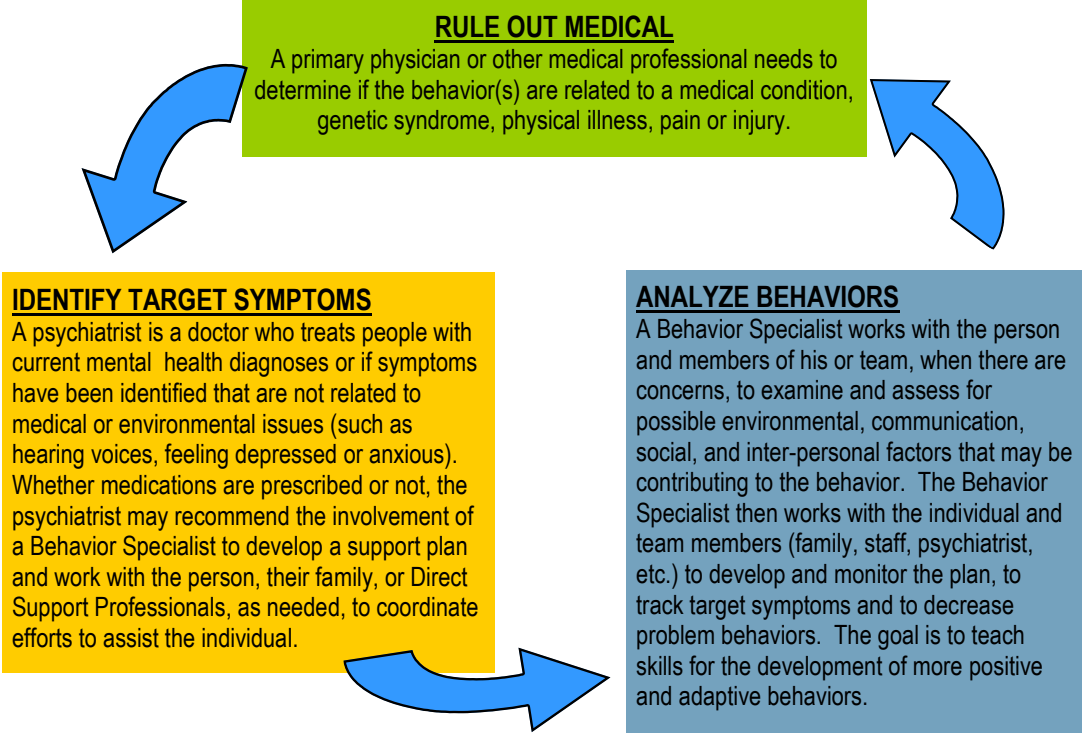 RULE OUT MEDICAL
A primary physician or other medical professional needs to
determine if the behavior(s) are related to a medical condition,
genetic syndrome, physical illness, pain or injury.
IDENTIFY TARGET SYMPTOMS
A psychiatrist is a doctor who treats people with
current mental  health diagnoses or if symptoms
have been identified that are not related to
medical or environmental issues (such as
hearing voices, feeling depressed or anxious).
Whether medications are prescribed or not, the
psychiatrist may recommend the involvement of
a Behavior Specialist to develop a support plan
and work with the person, their family, or Direct
Support Professionals, as needed, to coordinate
efforts to assist the individual.
ANALYZE BEHAVIORS
A Behavior Specialist works with the person
and members of his or team, when there are
concerns, to examine and assess for
possible environmental, communication,
social, and inter-personal factors that may be
contributing to the behavior.  The Behavior
Specialist then works with the individual and
team members (family, staff, psychiatrist,
etc.) to develop and monitor the plan, to
track target symptoms and to decrease
problem behaviors.  The goal is to teach
skills for the development of more positive
and adaptive behaviors.